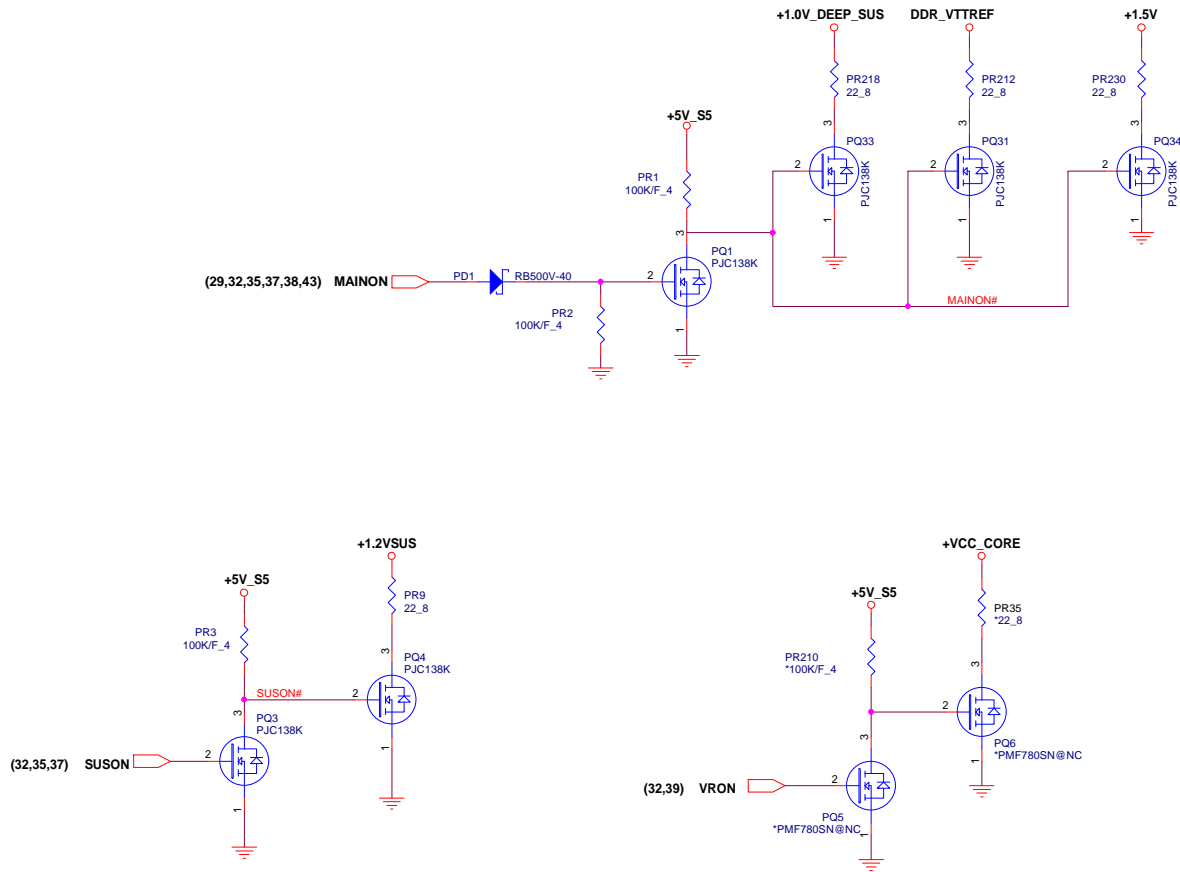 +1.0V_DEEP_SUS
DDR_VTTREF
+1.5V
PR218
22_8
PR212
22_8
PR230
22_8
3
3
3
PQ33
PQ31
PQ34
2
2
2
PJC138K
PJC138K
PJC138K
1
1
1
+5V_S5
PR1
100K/F_4
3
PQ1
PJC138K
2
1
(29,32,35,37,38,43) MAINON
PD1
RB500V-40
PR2
100K/F_4
MAINON#
+1.2VSUS
+5V_S5
PR9
22_8
PR3
100K/F_4
3
PQ4
PJC138K
SUSON#
2
3
PQ3
PJC138K
1
(32,35,37) SUSON
2
1
+VCC_CORE
+5V_S5
PR35
*22_8
PR210
*100K/F_4
3
2
PQ6
*PMF780SN@NC
1
3
(32,39) VRON
2
PQ5
*PMF780SN@NC
1